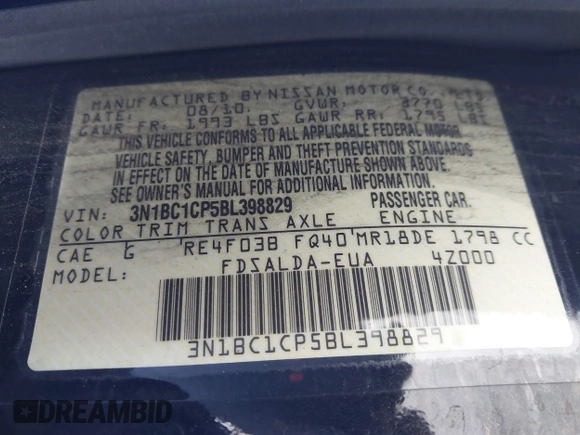 MANUFACTURED BY NISSAN MOTOR CO., LTD
DATE: 08/10 GVWR: 3770 LBS
GAWR FR: 1993 LBS GAWR RR: 1795 LBS
THIS VEHICLE CONFORMS TO ALL APPLICABLE FEDERAL MOTOR
VEHICLE SAFETY, BUMPER AND THEFT PREVENTION STANDARDS
IN EFFECT ON THE DATE OF MANUFACTURE SHOWN ABOVE.
SEE OWNER'S MANUAL FOR ADDITIONAL INFORMATION.
VIN: 3N1BC1CP5BL398829 PASSENGER CAR.
COLOR TRIM TRANS AXLE ENGINE
CAE G RE4F03B FQ40 MR18DE 1798 CC
MODEL: FDSALDA-EUA 4Z000
3N1BC1CP5BL398829
DREAMBID